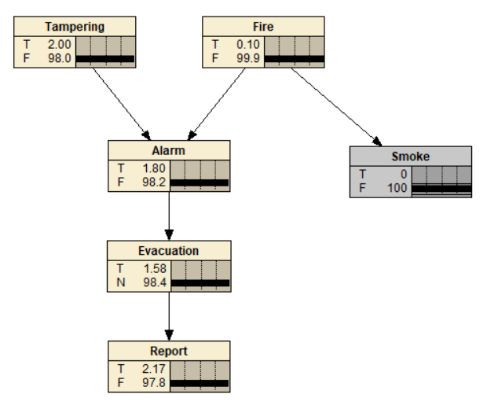 Tampering
T 2.00
F 98.0
Fire
T 0.10
F 99.9
Alarm
T 1.80
F 98.2
Smoke
T 0
F 100
Evacuation
T 1.58
N 98.4
Report
T 2.17
F 97.8